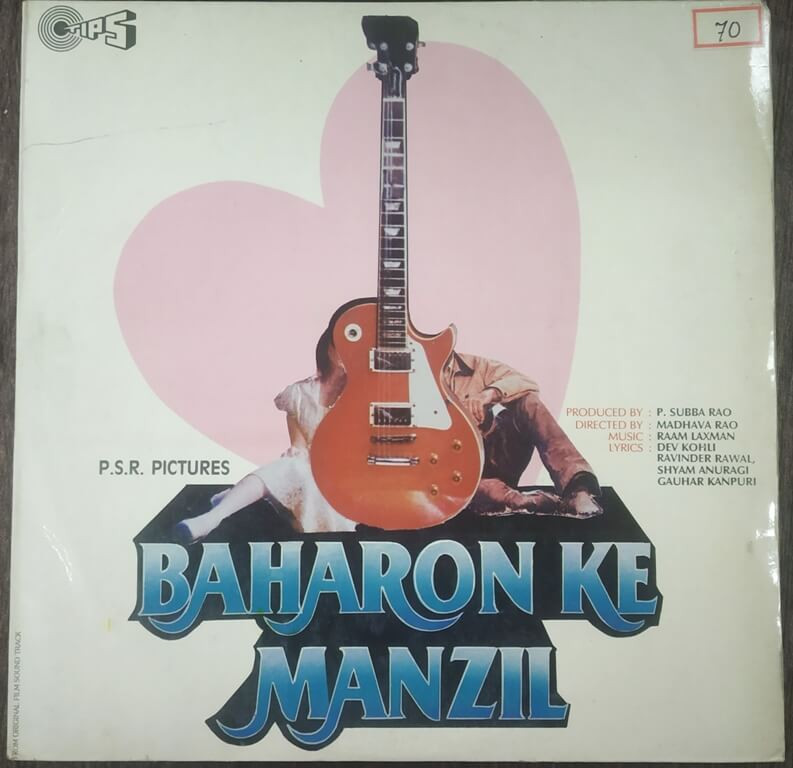 TIPS
70
PRODUCED BY : P. SUBBA RAO
DIRECTED BY : MADHAVA RAO
MUSIC : RAAM LAXMAN
LYRICS : DEV KOHLI
RAVINDER RAWAL,
SHYAM ANURAGI
GAUHAR KANPURI
P.S.R. PICTURES
BAHARON KE
MANZIL
FROM ORIGINAL FILM SOUND TRACK